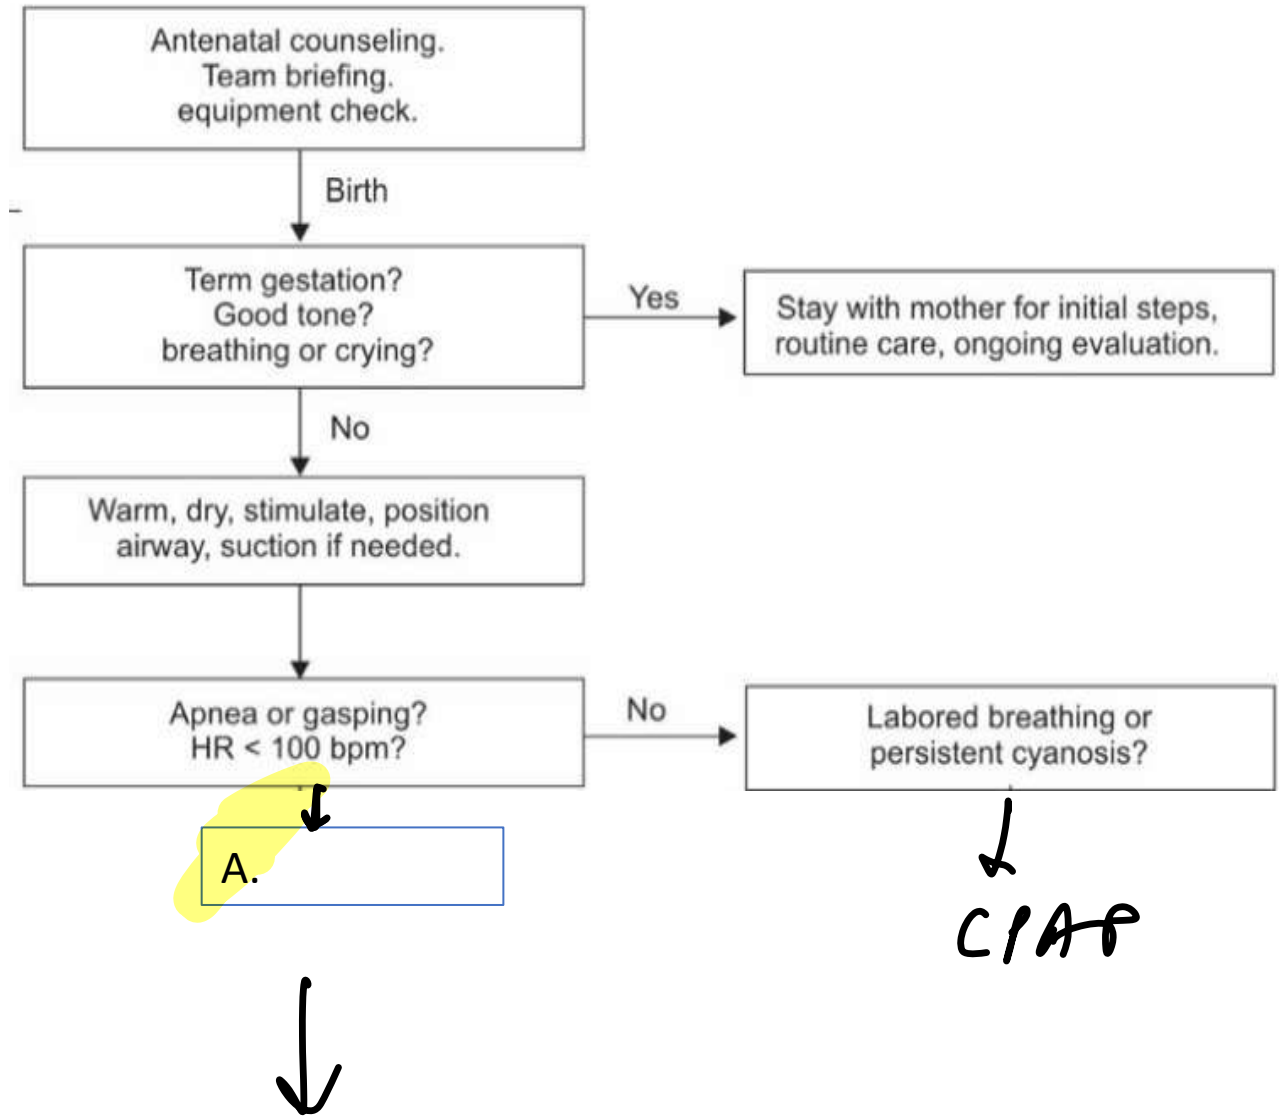 Antenatal counseling.
Team briefing.
equipment check.
Birth
Term gestation?
Good tone?
breathing or crying?
Yes
Stay with mother for initial steps,
routine care, ongoing evaluation.
No
Warm, dry, stimulate, position
airway, suction if needed.
Apnea or gasping?
HR < 100 bpm?
No
Labored breathing or
persistent cyanosis?
A.
CPAP